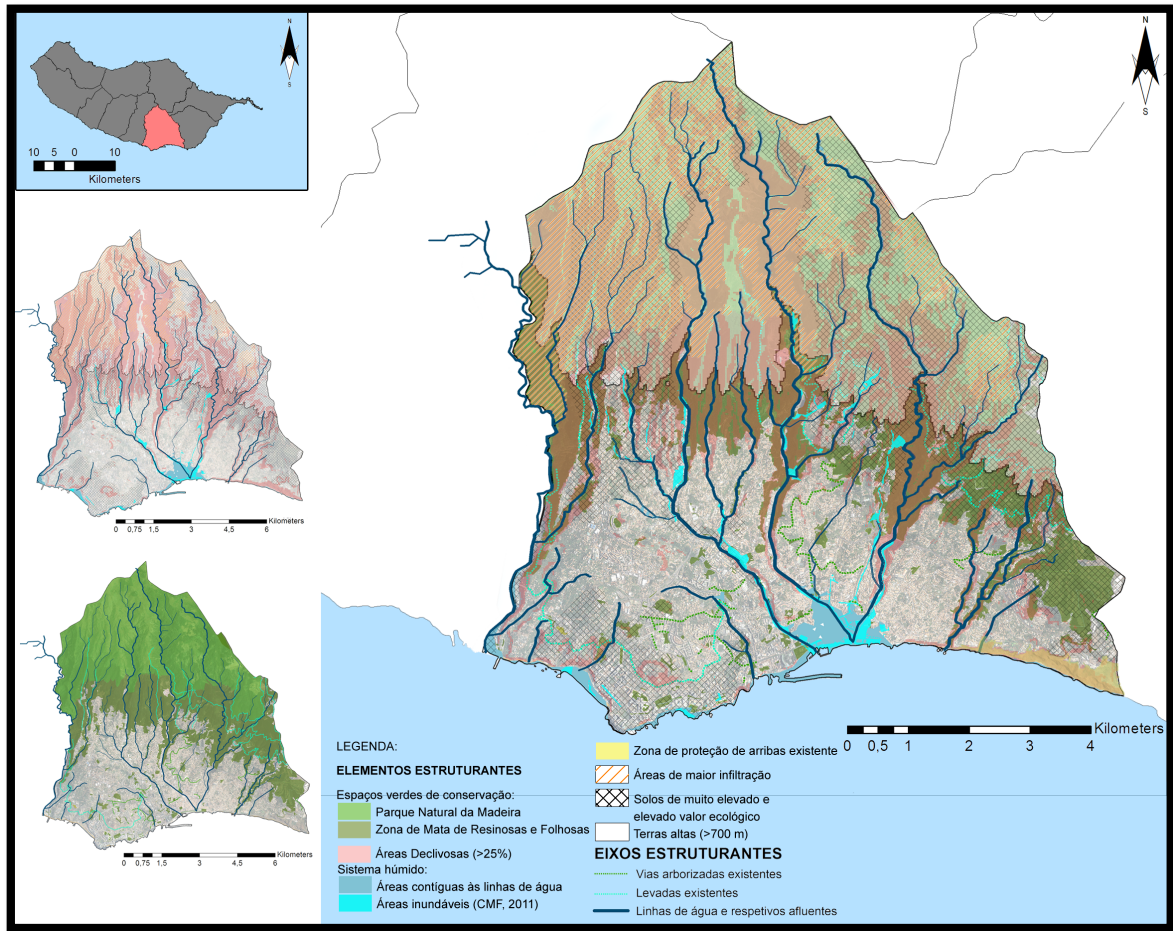 N
S
10 5 0 10
Kilometers
N
S
Kilometers
0 0,75 1,5 3 4,5 6
Kilometers
0 0,75 1,5 3 4,5 6
Kilometers
0 0,5 1 2 3 4
LEGENDA:
ELEMENTOS ESTRUTURANTES
Espaços verdes de conservação:
Parque Natural da Madeira
Zona de Mata de Resinosas e Folhosas
Áreas Declivosas (>25%)
Sistema húmido:
Áreas contíguas às linhas de água
Áreas inundáveis (CMF, 2011)
Zona de proteção de arribas existente
Áreas de maior infiltração
Solos de muito elevado e
elevado valor ecológico
Terras altas (>700 m)
EIXOS ESTRUTURANTES
Vias arborizadas existentes
Levadas existentes
Linhas de água e respetivos afluentes